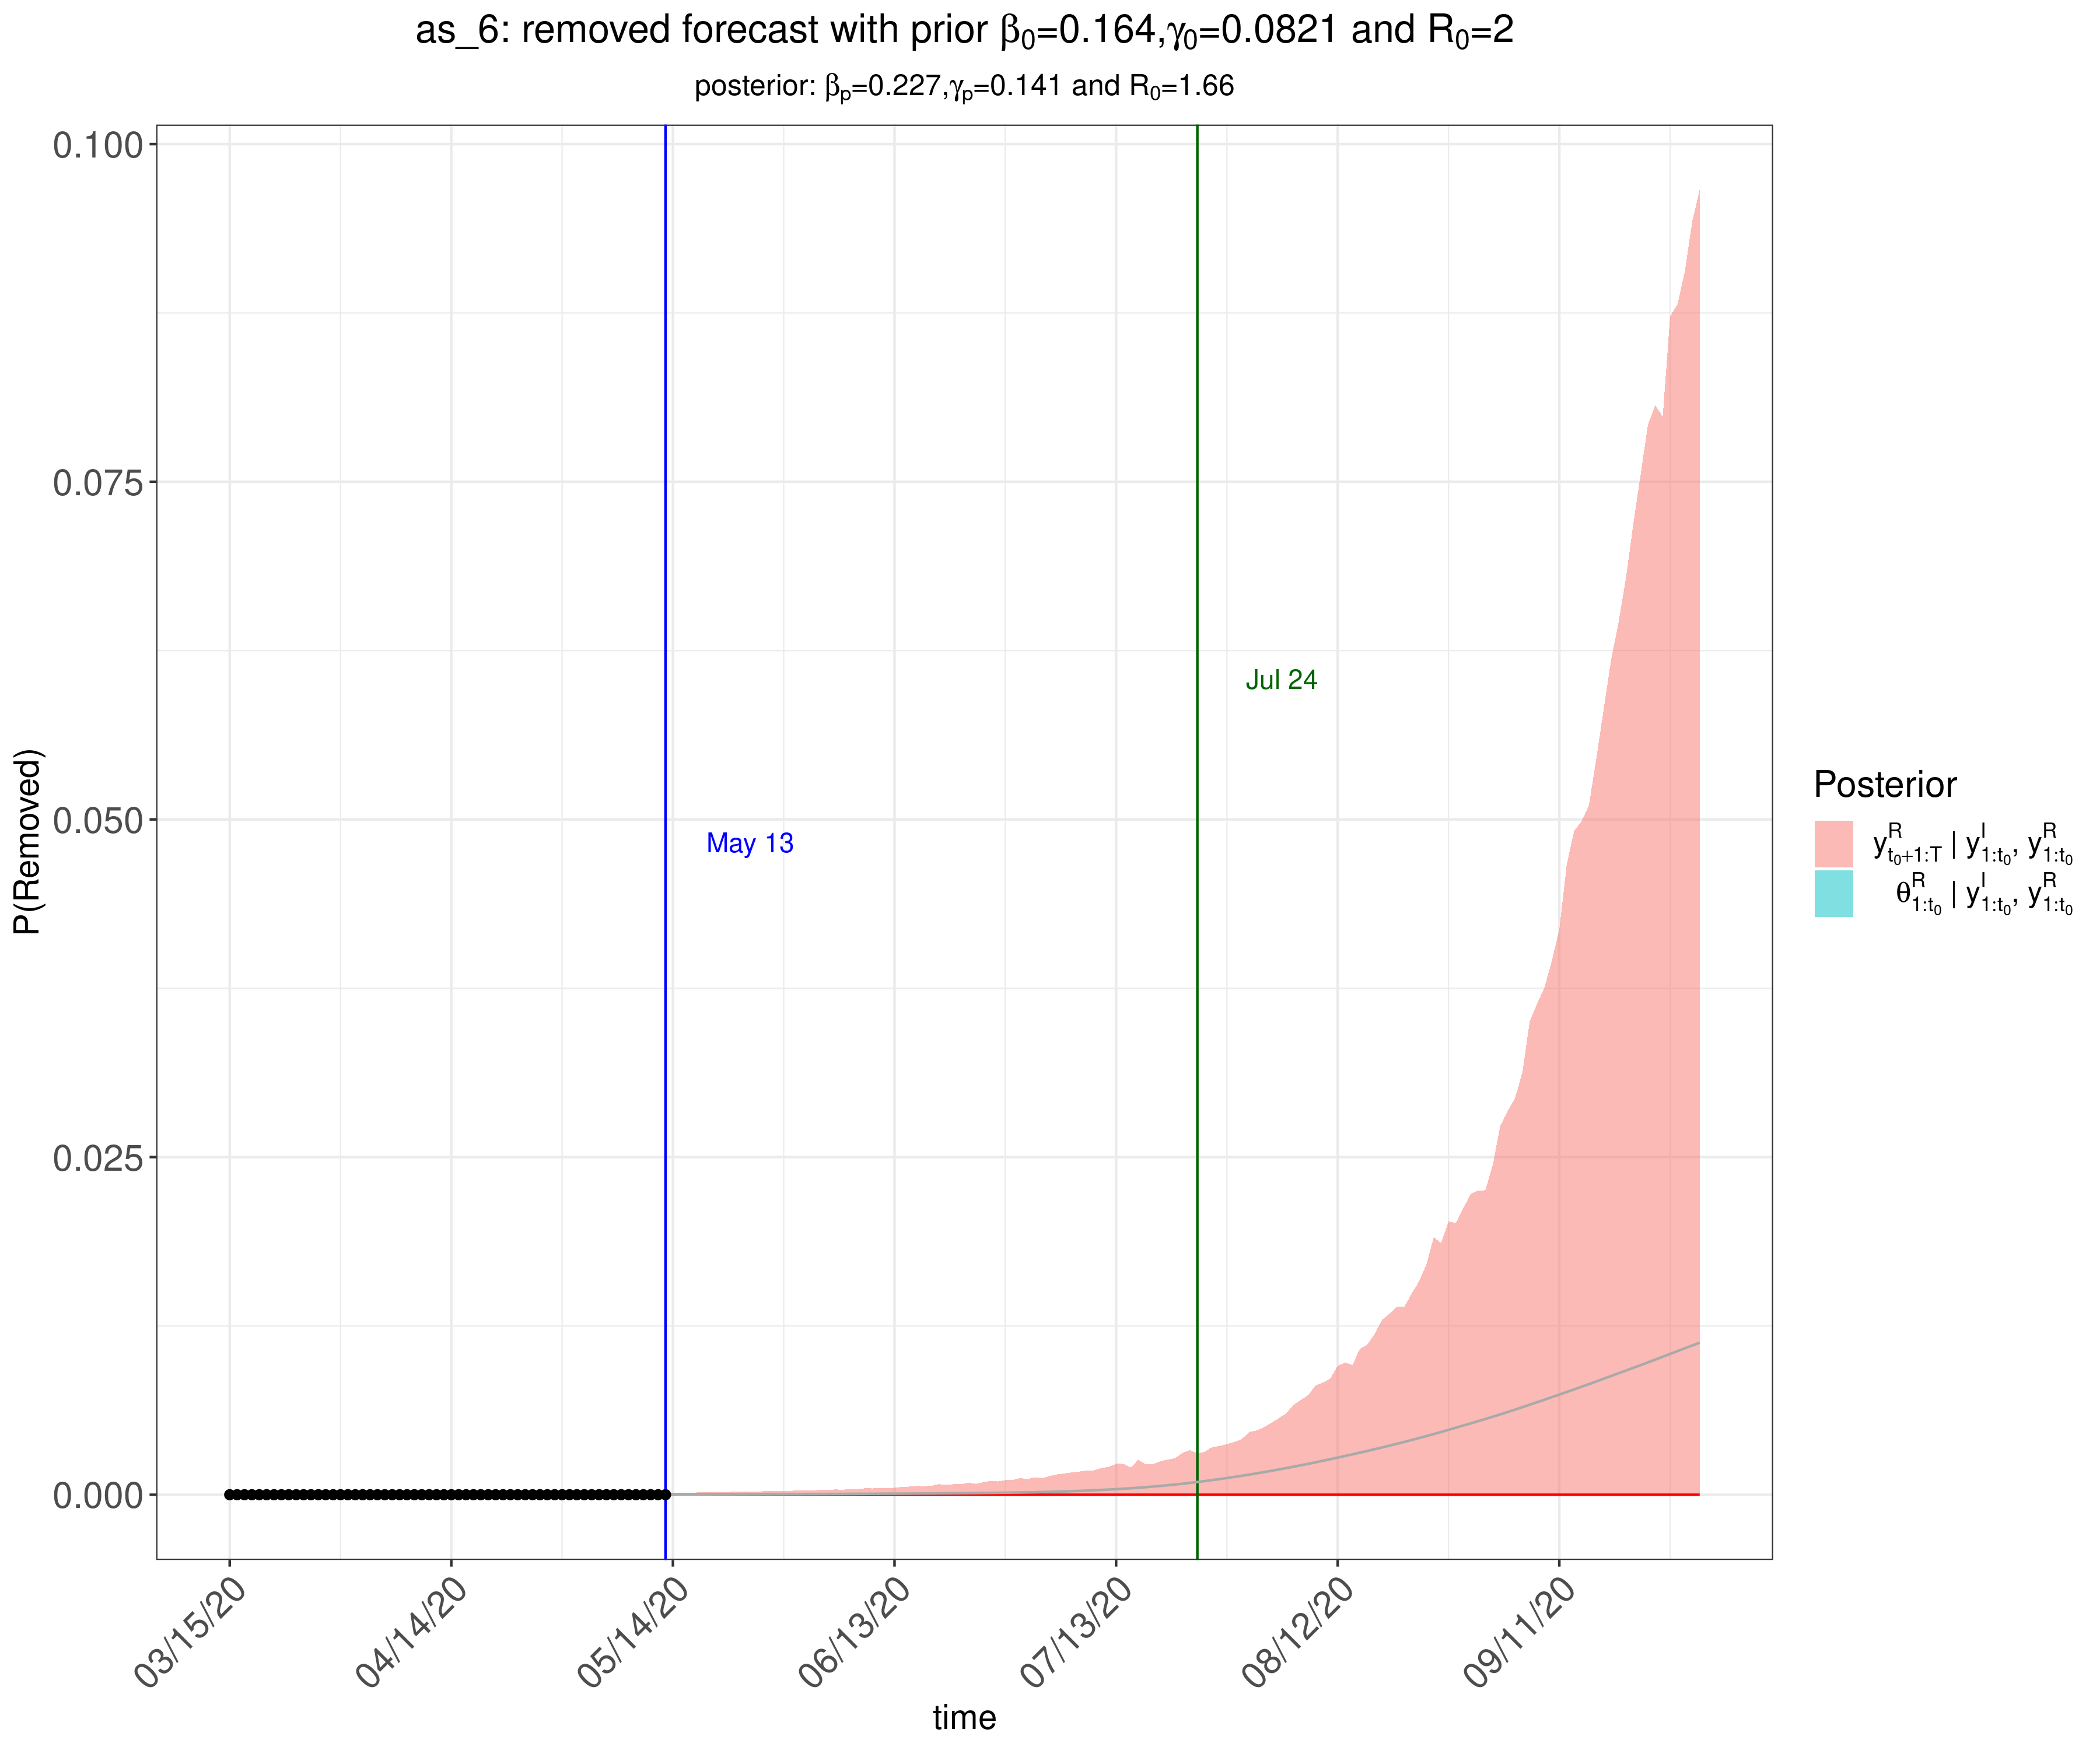 as_6: removed forecast with prior β₀=0.164,γ₀=0.0821 and R₀=2
posterior: βₚ=0.227,γₚ=0.141 and R₀=1.66
0.100
0.075
0.050
0.025
0.000
P(Removed)
May 13
Jul 24
03/15/20
04/14/20
05/14/20
06/13/20
07/13/20
08/12/20
09/11/20
time
Posterior
y^R_{t₀+1:T} | y^I_{1:t₀}, y^R_{1:t₀}
θ^R_{1:t₀} | y^I_{1:t₀}, y^R_{1:t₀}